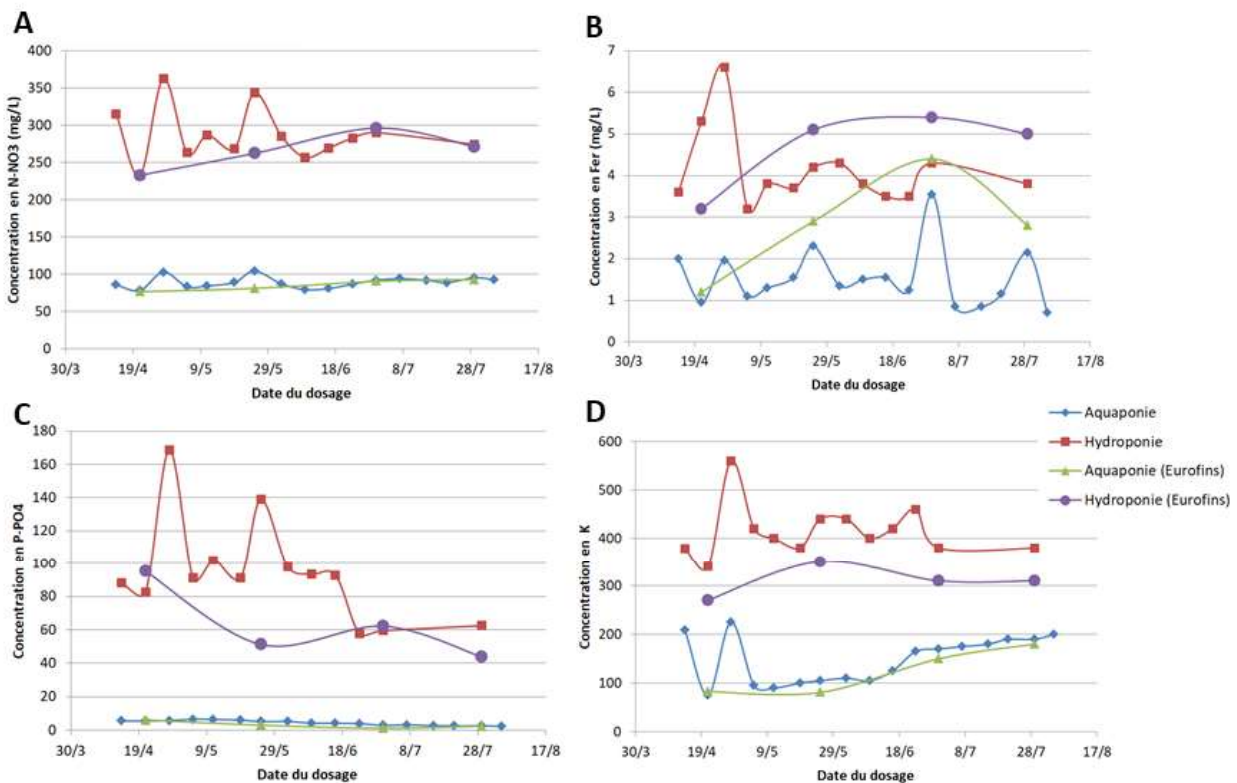 A
Concentration en N-NO3 (mg/L)
400
350
300
250
200
150
100
50
0
30/3 19/4 9/5 29/5 18/6 8/7 28/7 17/8
Date du dosage
B
Concentration en Fer (mg/L)
7
6
5
4
3
2
1
0
30/3 19/4 9/5 29/5 18/6 8/7 28/7 17/8
Date du dosage
C
Concentration en P-PO4
180
160
140
120
100
80
60
40
20
0
30/3 19/4 9/5 29/5 18/6 8/7 28/7 17/8
Date du dosage
D
Concentration en K
600
500
400
300
200
100
0
30/3 19/4 9/5 29/5 18/6 8/7 28/7 17/8
Date du dosage
Aquaponie
Hydroponie
Aquaponie (Eurofins)
Hydroponie (Eurofins)